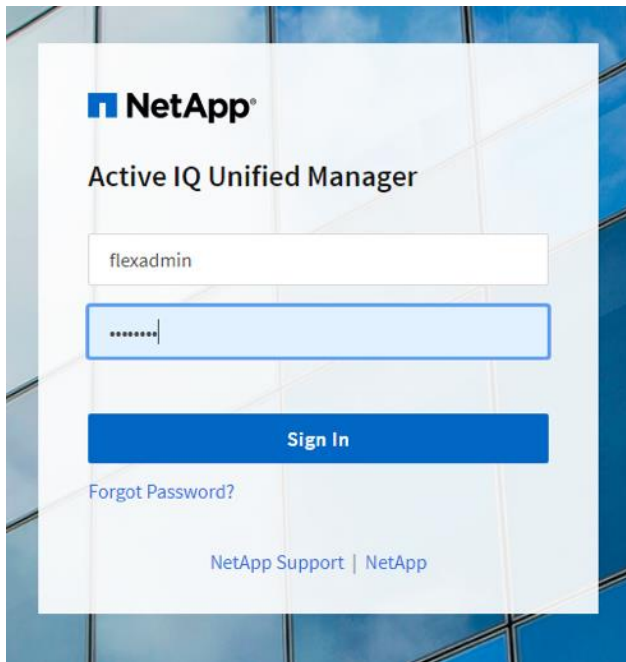 NetApp®
Active IQ Unified Manager
flexadmin
••••••••
Sign In
Forgot Password?
NetApp Support | NetApp